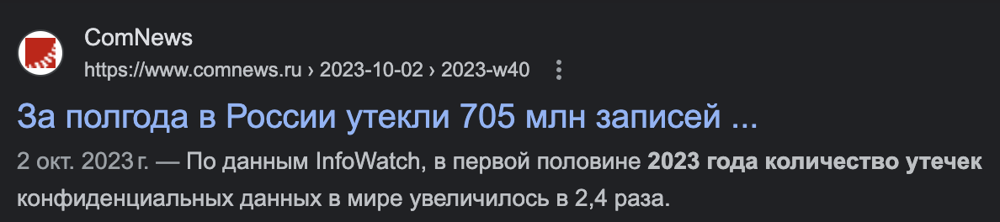 ComNews
https://www.comnews.ru › 2023-10-02 › 2023-w40
За полгода в России утекли 705 млн записей ...
2 окт. 2023 г. — По данным InfoWatch, в первой половине 2023 года количество утечек
конфиденциальных данных в мире увеличилось в 2,4 раза.